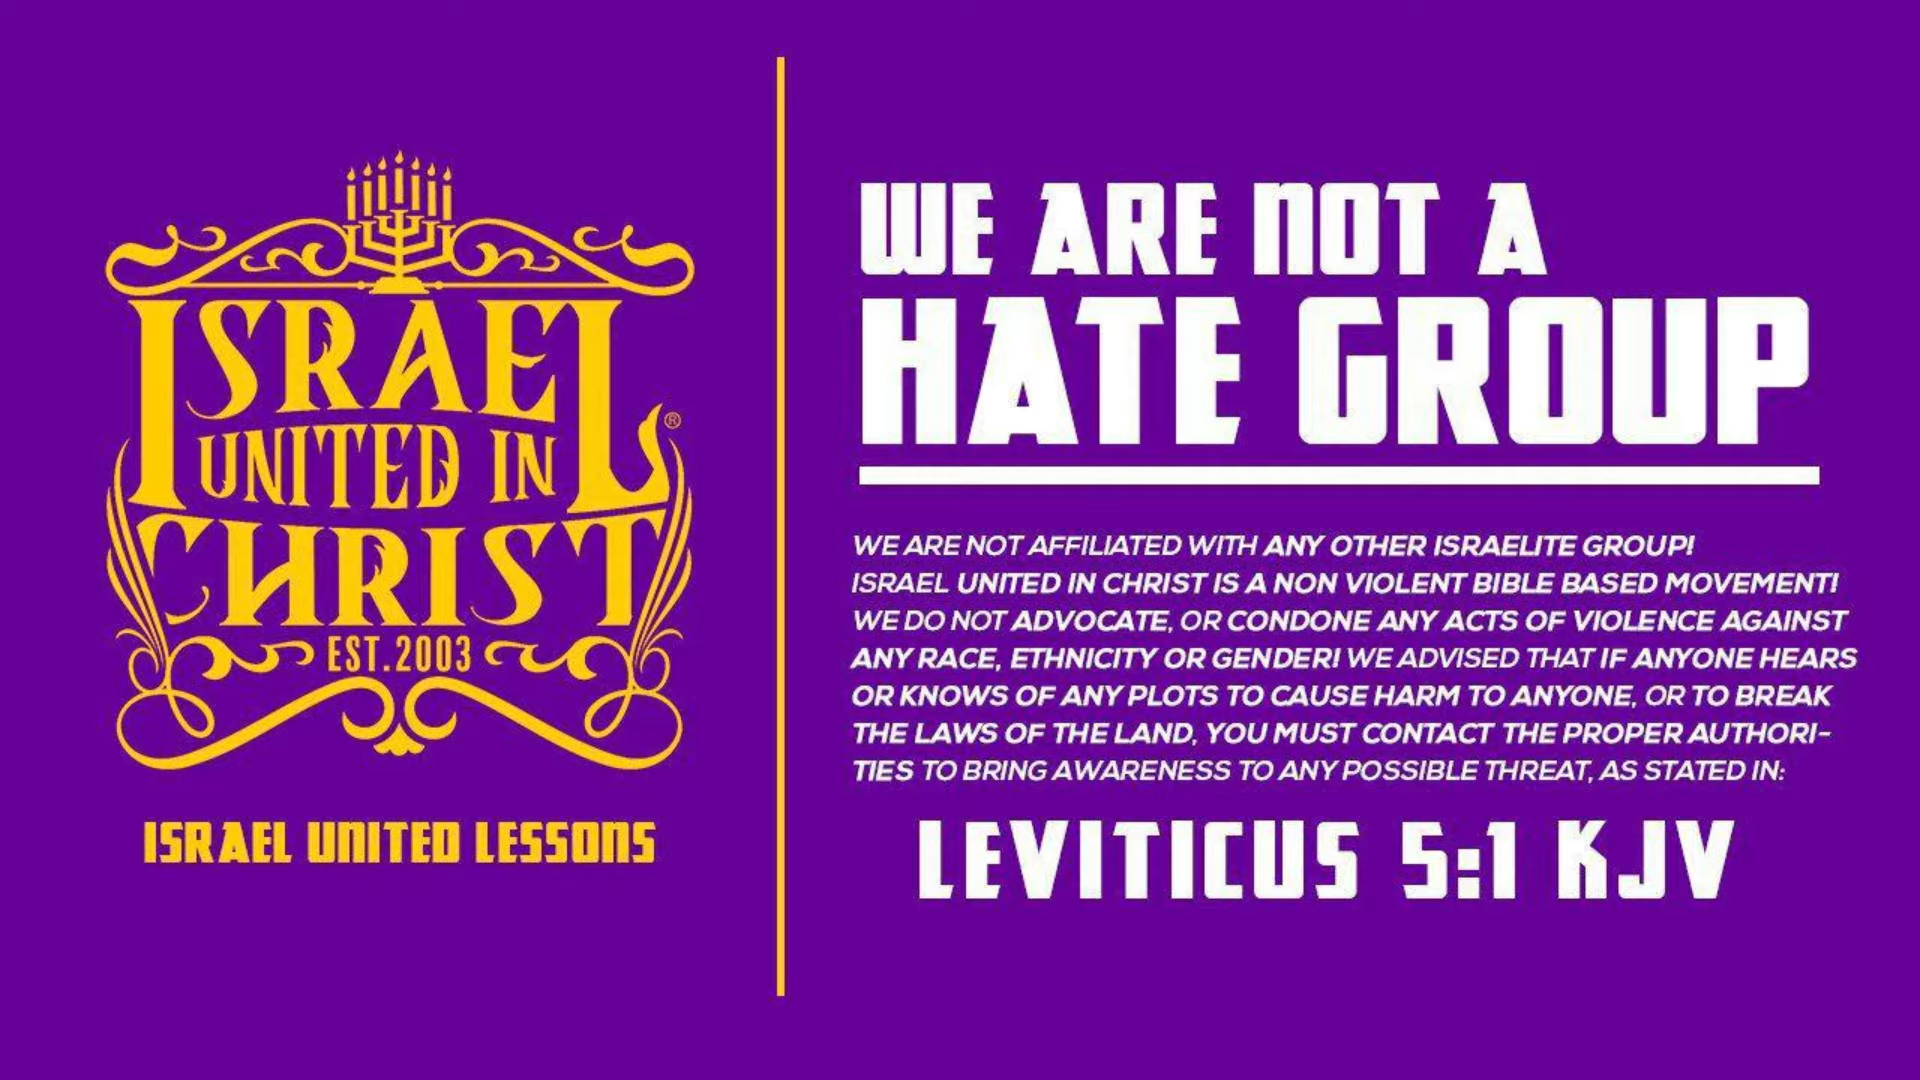 ISRAEL
UNITED IN
CHRIST
®
EST.2003
ISRAEL UNITED LESSONS
WE ARE NOT A
HATE GROUP
WE ARE NOT AFFILIATED WITH ANY OTHER ISRAELITE GROUP!
ISRAEL UNITED IN CHRIST IS A NON VIOLENT BIBLE BASED MOVEMENT!
WE DO NOT ADVOCATE, OR CONDONE ANY ACTS OF VIOLENCE AGAINST
ANY RACE, ETHNICITY OR GENDER! WE ADVISED THAT IF ANYONE HEARS
OR KNOWS OF ANY PLOTS TO CAUSE HARM TO ANYONE, OR TO BREAK
THE LAWS OF THE LAND, YOU MUST CONTACT THE PROPER AUTHORI-
TIES TO BRING AWARENESS TO ANY POSSIBLE THREAT, AS STATED IN:
LEVITICUS 5:1 KJV